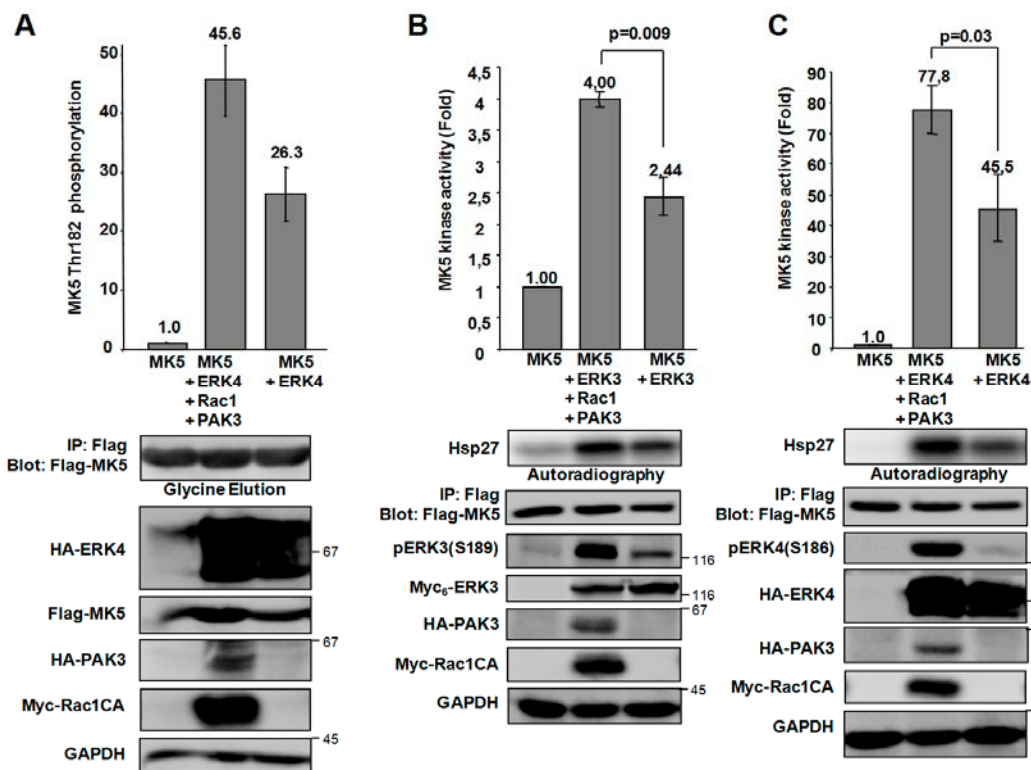 A
MK5 Thr182 phosphorylation
50
40
30
20
10
0
1.0
45.6
26.3
MK5 MK5 MK5
+ ERK4 + ERK4
+ Rac1
+ PAK3
IP: Flag
Blot: Flag-MK5
Glycine Elution
HA-ERK4
67
Flag-MK5
HA-PAK3
67
Myc-Rac1CA
GAPDH
45
B
p=0.009
MK5 kinase activity (Fold)
4,5
4
3,5
3
2,5
2
1,5
1
0,5
0
1.00
4,00
2,44
MK5 MK5 MK5
+ ERK3 + ERK3
+ Rac1
+ PAK3
Hsp27
Autoradiography
IP: Flag
Blot: Flag-MK5
pERK3(S189)
116
Myc₆-ERK3
116
HA-PAK3
67
Myc-Rac1CA
GAPDH
45
C
p=0.03
MK5 kinase activity (Fold)
90
80
70
60
50
40
30
20
10
0
1.0
77,8
45,5
MK5 MK5 MK5
+ ERK4 + ERK4
+ Rac1
+ PAK3
Hsp27
Autoradiography
IP: Flag
Blot: Flag-MK5
pERK4(S186)
HA-ERK4
HA-PAK3
Myc-Rac1CA
GAPDH